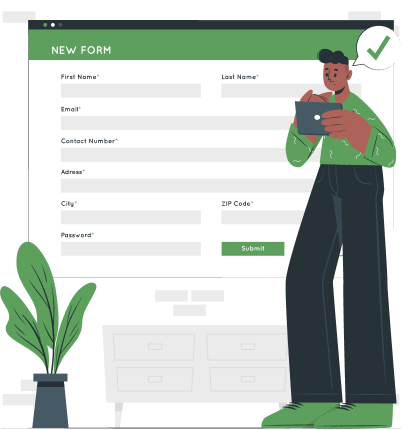 NEW FORM
First Name* Last Name*
Email*
Contact Number*
Adress*
City* ZIP Code*
Password*
Submit